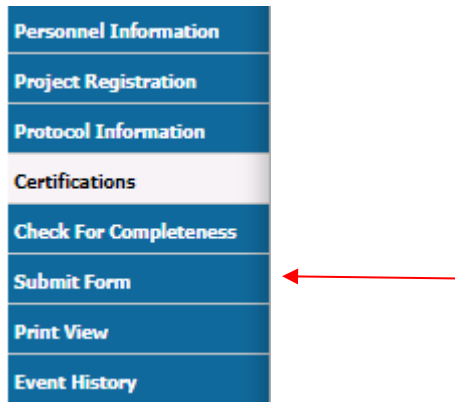 Personnel Information
Project Registration
Protocol Information
Certifications
Check For Completeness
Submit Form
Print View
Event History